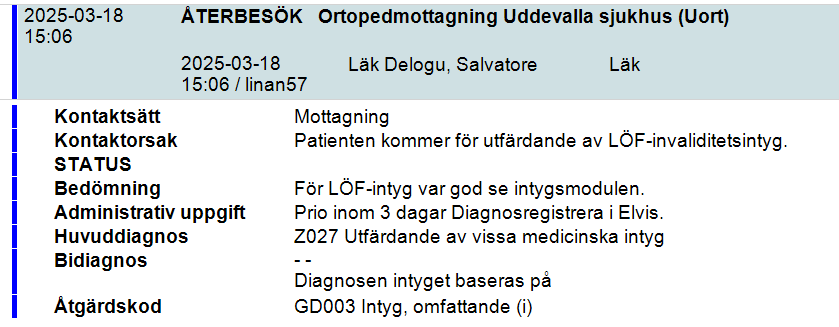 2025-03-18 ÅTERBESÖK Ortopedmottagning Uddevalla sjukhus (Uort)
15:06
2025-03-18 Läk Delogu, Salvatore Läk
15:06 / linan57
Kontaktsätt Mottagning
Kontaktorsak Patienten kommer för utfärdande av LÖF-invaliditetsintyg.
STATUS
Bedömning För LÖF-intyg var god se intygsmodulen.
Administrativ uppgift Prio inom 3 dagar Diagnosregistrera i Elvis.
Huvuddiagnos Z027 Utfärdande av vissa medicinska intyg
Bidiagnos - -
Diagnosen intyget baseras på
Åtgärdskod GD003 Intyg, omfattande (i)